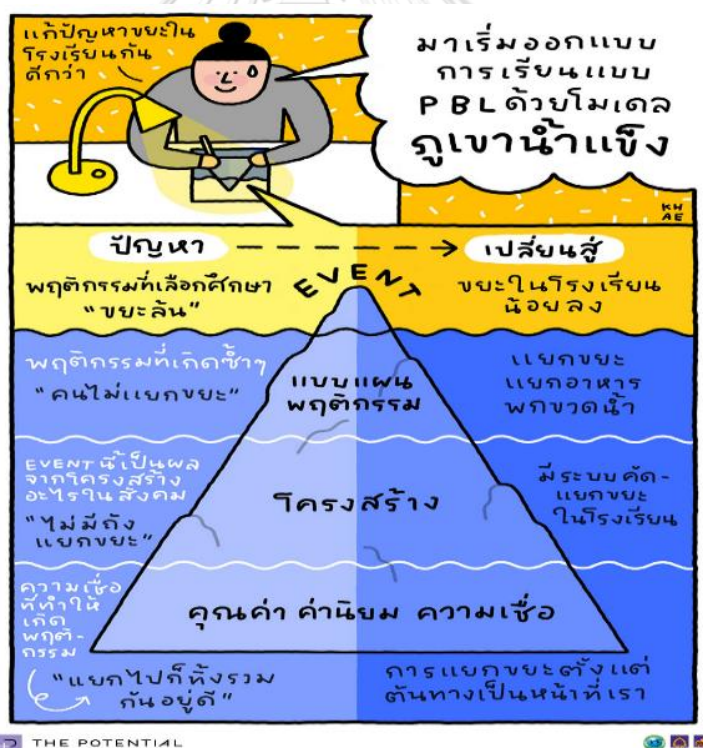 แก้ปัญหาขยะใน
โรงเรียนกัน
ดีกว่า
มาเริ่มออกแบบ
การเรียนแบบ
PBL ด้วยโมเดล
ภูเขาน้ำแข็ง
KH
AE
ปัญหา
เปลี่ยนสู่
พฤติกรรมที่เลือกศึกษา
"ขยะล้น"
EVENT
ขยะในโรงเรียน
น้อยลง
พฤติกรรมที่เกิดซ้ำๆ
"คนไม่แยกขยะ"
แบบแผน
พฤติกรรม
แยกขยะ
แยกอาหาร
พกขวดน้ำ
EVENT นี้เป็นผล
จากโครงสร้าง
อะไรในสังคม
"ไม่มีถัง
แยกขยะ"
โครงสร้าง
มีระบบคัด-
แยกขยะ
ในโรงเรียน
ความเชื่อ
ที่ทำให้
เกิด
พฤติ-
กรรม
คุณค่า ค่านิยม ความเชื่อ
"แยกไปก็ทิ้งรวม
กันอยู่ดี"
การแยกขยะตั้งแต่
ต้นทางเป็นหน้าที่เรา
THE POTENTIAL